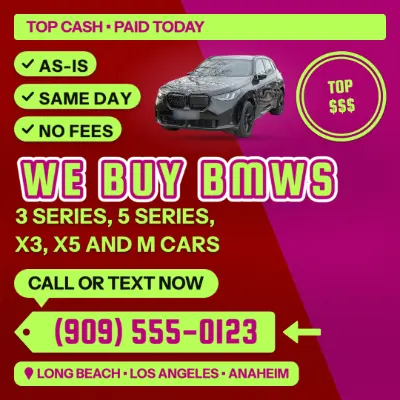 TOP CASH • PAID TODAY
AS-IS
SAME DAY
NO FEES
TOP
$$$
WE BUY BMWS
3 SERIES, 5 SERIES,
X3, X5 AND M CARS
CALL OR TEXT NOW
(909) 555-0123
LONG BEACH • LOS ANGELES • ANAHEIM